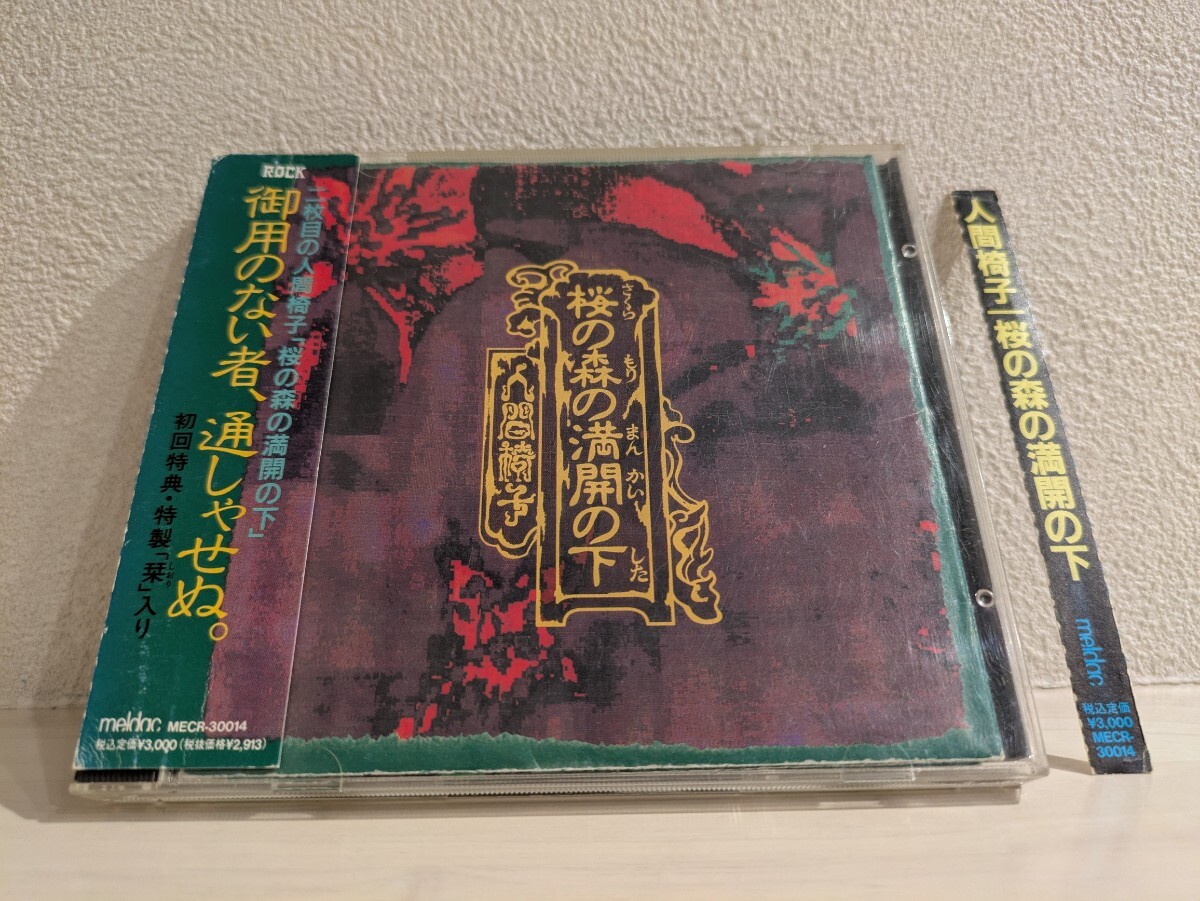 ROCK
二枚目の人間椅子「桜の森の満開の下」
御用のない者、通しゃせぬ。
初回特典・特製「栞」入り
しおり
meldac MECR-30014
税込定価¥3,000(税抜価格¥2,913)
桜の森の満開の下
さくら もり まんかい した
人間椅子
人間椅子―桜の森の満開の下
meldac
税込定価
¥3,000
MECR-
30014